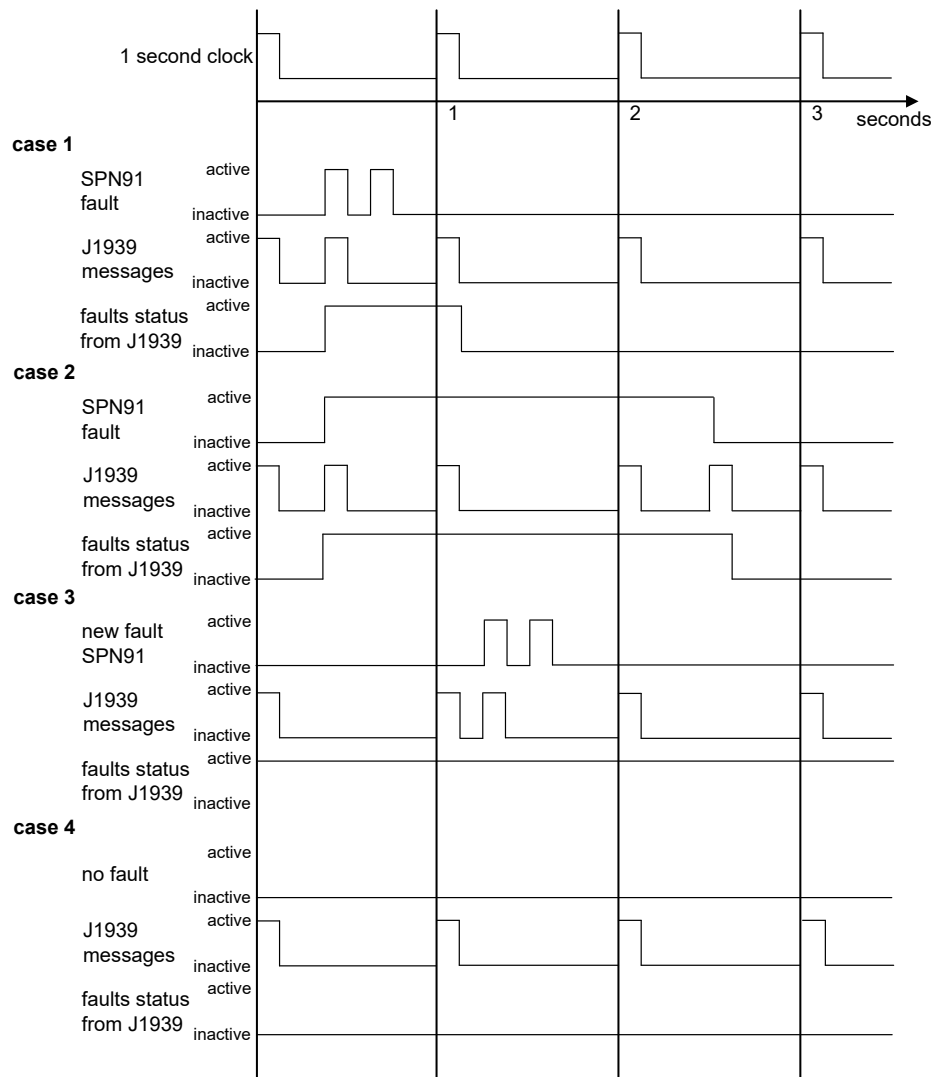 1 second clock
1 2 3 seconds
case 1
active
SPN91
fault
inactive
active
J1939
messages
inactive
active
faults status
from J1939
inactive
case 2
active
SPN91
fault
inactive
active
J1939
messages
inactive
active
faults status
from J1939
inactive
case 3
active
new fault
SPN91
inactive
active
J1939
messages
inactive
active
faults status
from J1939
inactive
case 4
active
no fault
inactive
active
J1939
messages
inactive
active
faults status
from J1939
inactive